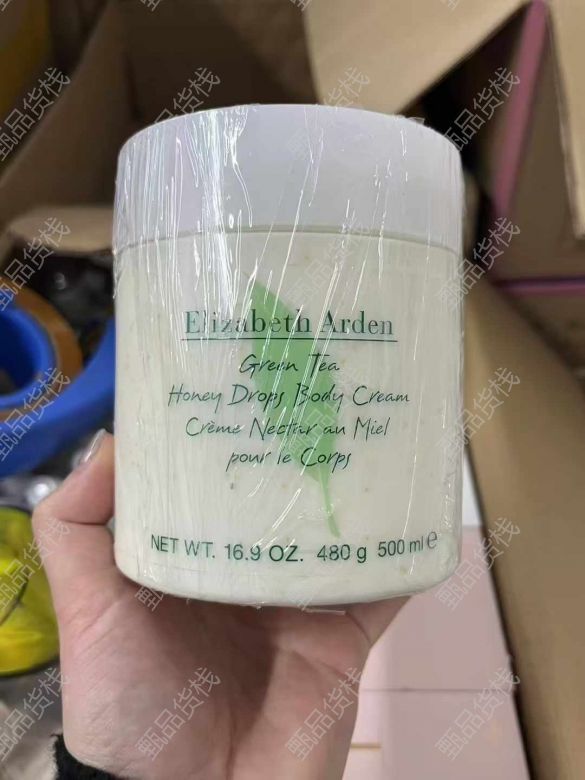 Elizabeth Arden
Green Tea
Honey Drops Body Cream
Crème Nectar au Miel
pour le Corps
NET WT. 16.9 OZ. 480 g 500 ml ℮
甄品货栈